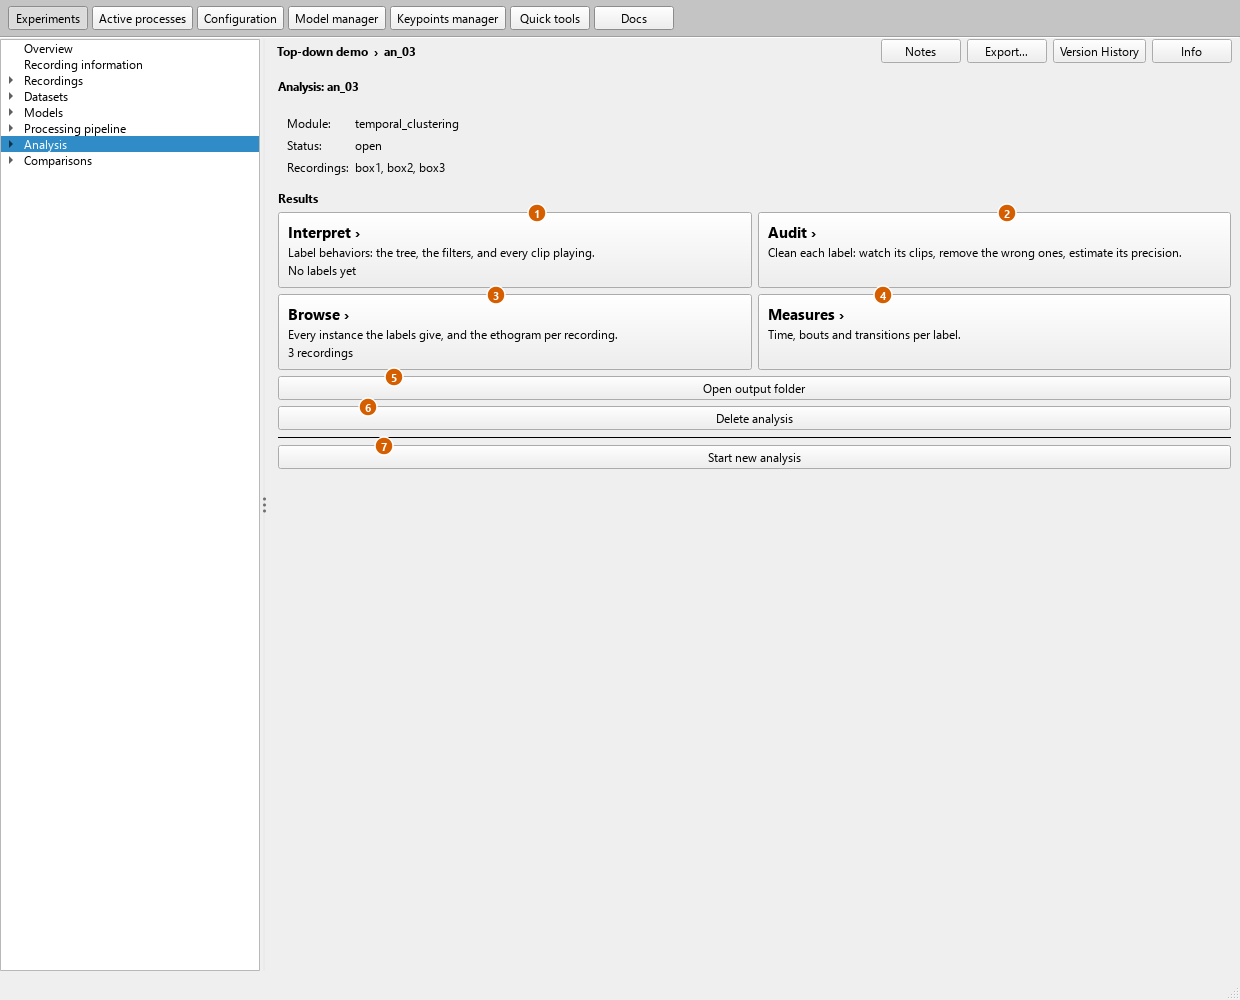 Experiments Active processes Configuration Model manager Keypoints manager Quick tools Docs
Overview
Recording information
Recordings
Datasets
Models
Processing pipeline
Analysis
Comparisons
Top-down demo › an_03
Notes Export... Version History Info
Analysis: an_03
Module: temporal_clustering
Status: open
Recordings: box1, box2, box3
Results
1
Interpret ›
Label behaviors: the tree, the filters, and every clip playing.
No labels yet
2
Audit ›
Clean each label: watch its clips, remove the wrong ones, estimate its precision.
3
Browse ›
Every instance the labels give, and the ethogram per recording.
3 recordings
4
Measures ›
Time, bouts and transitions per label.
5
Open output folder
6
Delete analysis
7
Start new analysis